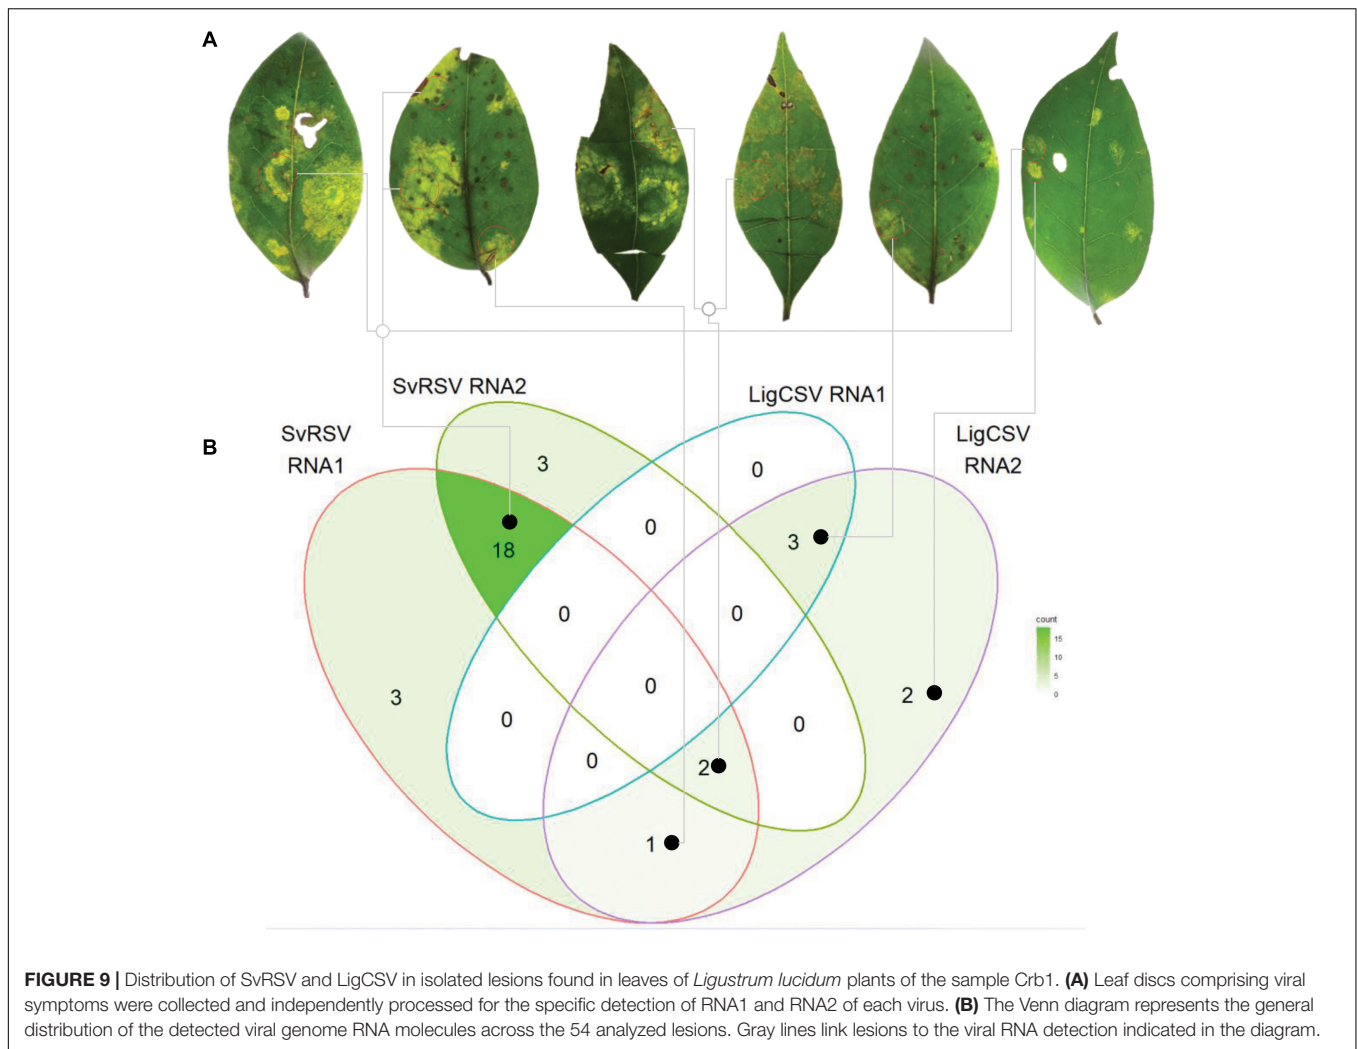 A
SvRSV RNA2
LigCSV RNA1
B
SvRSV
RNA1
LigCSV
RNA2
3
0
0
3
18
0
0
count
15
10
5
0
3
0
2
0
0
0
2
1
FIGURE 9 | Distribution of SvRSV and LigCSV in isolated lesions found in leaves of Ligustrum lucidum plants of the sample Crb1. (A) Leaf discs comprising viral
symptoms were collected and independently processed for the specific detection of RNA1 and RNA2 of each virus. (B) The Venn diagram represents the general
distribution of the detected viral genome RNA molecules across the 54 analyzed lesions. Gray lines link lesions to the viral RNA detection indicated in the diagram.